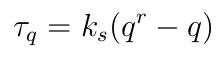 τ_q = k_s(q^r − q)